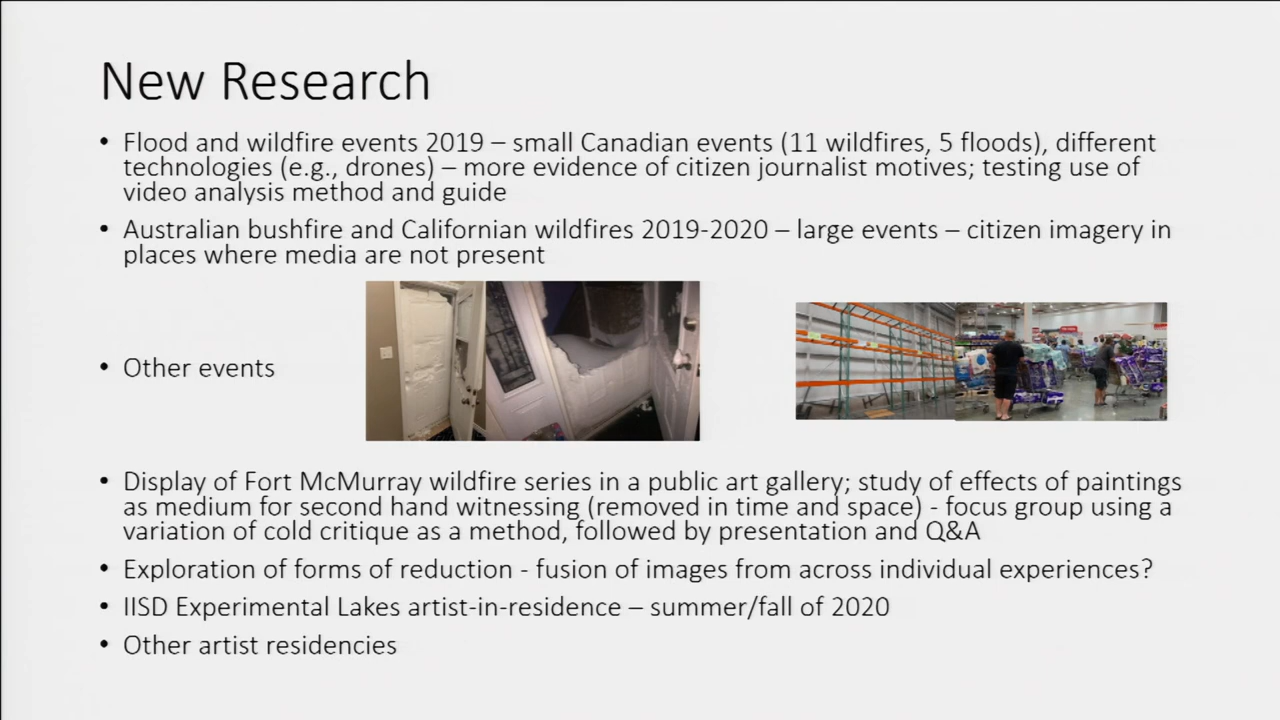 New Research
• Flood and wildfire events 2019 – small Canadian events (11 wildfires, 5 floods), different
technologies (e.g., drones) – more evidence of citizen journalist motives; testing use of
video analysis method and guide
• Australian bushfire and Californian wildfires 2019-2020 – large events – citizen imagery in
places where media are not present
• Other events
• Display of Fort McMurray wildfire series in a public art gallery; study of effects of paintings
as medium for second hand witnessing (removed in time and space) - focus group using a
variation of cold critique as a method, followed by presentation and Q&A
• Exploration of forms of reduction - fusion of images from across individual experiences?
• IISD Experimental Lakes artist-in-residence – summer/fall of 2020
• Other artist residencies